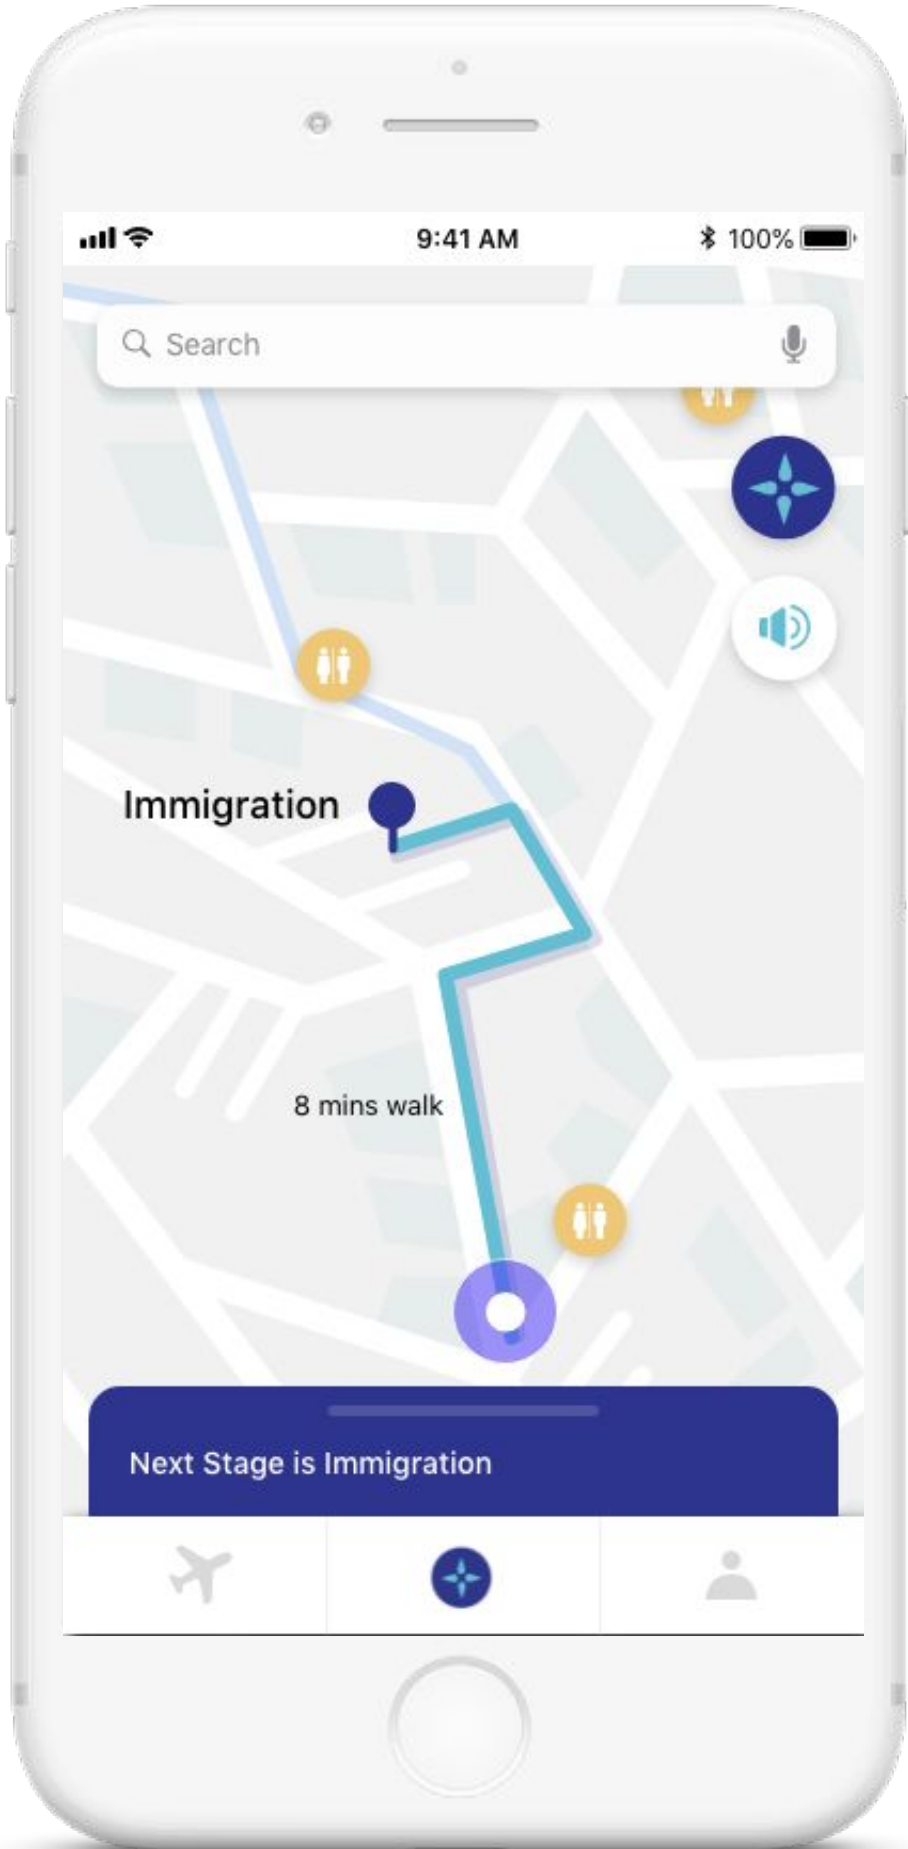 9:41 AM
100%
Search
Immigration
8 mins walk
Next Stage is Immigration